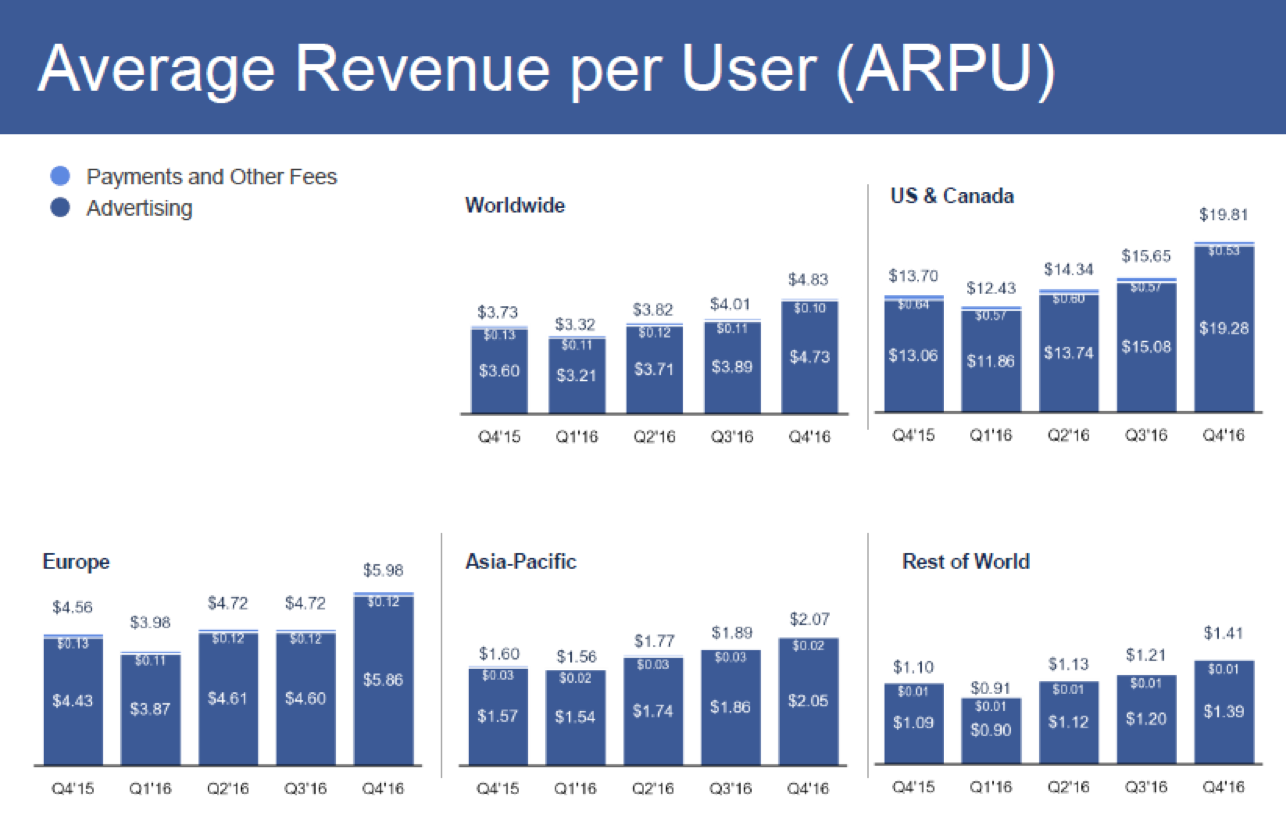 Average Revenue per User (ARPU)
Payments and Other Fees
Advertising
Worldwide
$3.73 $3.32 $3.82 $4.01 $4.83
$0.13 $0.11 $0.12 $0.11 $0.10
$3.60 $3.21 $3.71 $3.89 $4.73
Q4'15 Q1'16 Q2'16 Q3'16 Q4'16
US & Canada
$13.70 $12.43 $14.34 $15.65 $19.81
$0.64 $0.57 $0.60 $0.57 $0.53
$13.06 $11.86 $13.74 $15.08 $19.28
Q4'15 Q1'16 Q2'16 Q3'16 Q4'16
Europe
$4.56 $3.98 $4.72 $4.72 $5.98
$0.13 $0.11 $0.12 $0.12 $0.12
$4.43 $3.87 $4.61 $4.60 $5.86
Q4'15 Q1'16 Q2'16 Q3'16 Q4'16
Asia-Pacific
$1.60 $1.56 $1.77 $1.89 $2.07
$0.03 $0.02 $0.03 $0.03 $0.02
$1.57 $1.54 $1.74 $1.86 $2.05
Q4'15 Q1'16 Q2'16 Q3'16 Q4'16
Rest of World
$1.10 $0.91 $1.13 $1.21 $1.41
$0.01 $0.01 $0.01 $0.01 $0.01
$1.09 $0.90 $1.12 $1.20 $1.39
Q4'15 Q1'16 Q2'16 Q3'16 Q4'16